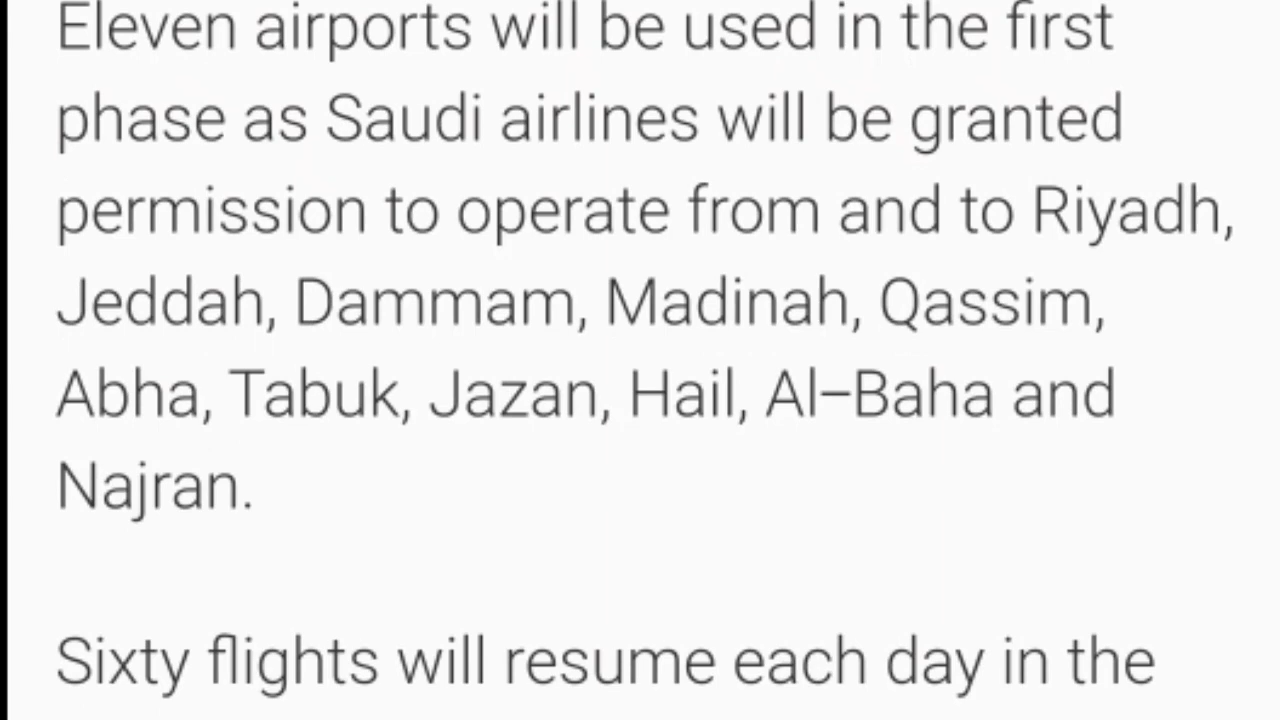 Eleven airports will be used in the first
phase as Saudi airlines will be granted
permission to operate from and to Riyadh,
Jeddah, Dammam, Madinah, Qassim,
Abha, Tabuk, Jazan, Hail, Al–Baha and
Najran.
Sixty flights will resume each day in the